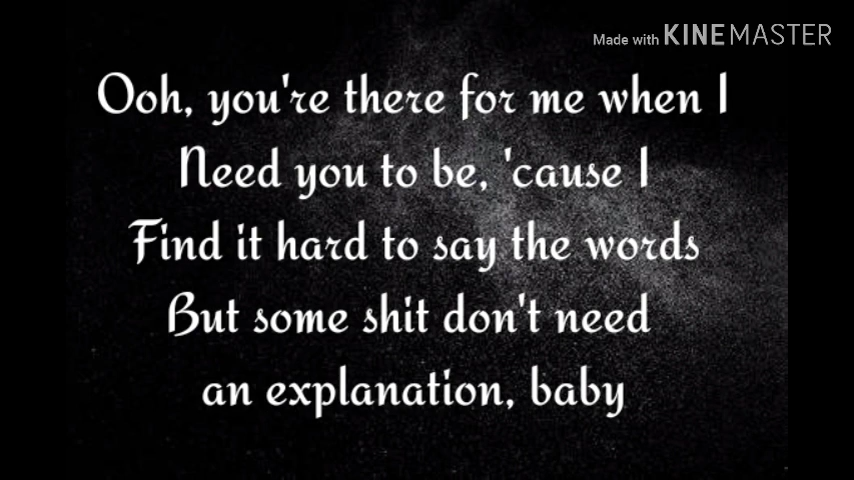 Made with KINEMASTER
Ooh, you're there for me when I
Need you to be, 'cause I
Find it hard to say the words
But some shit don't need
an explanation, baby